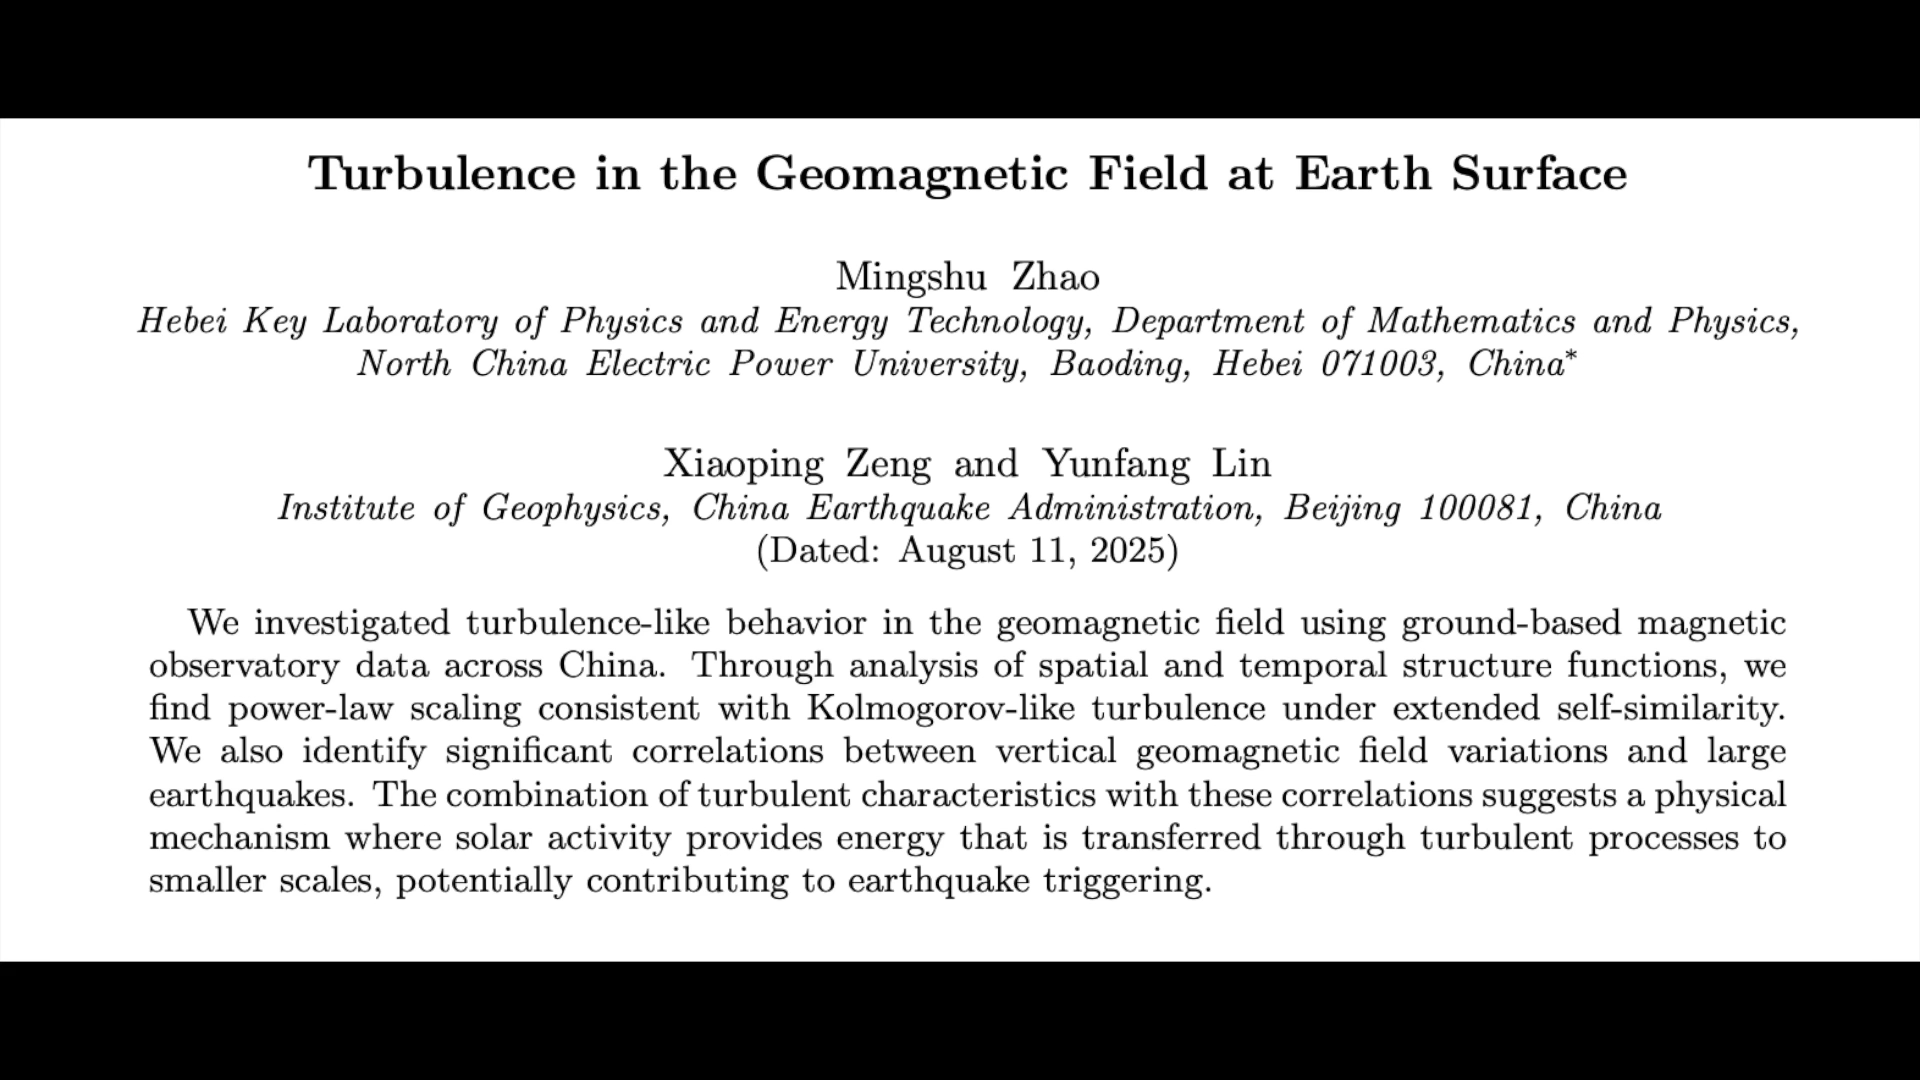 Turbulence in the Geomagnetic Field at Earth Surface
Mingshu Zhao
Hebei Key Laboratory of Physics and Energy Technology, Department of Mathematics and Physics,
North China Electric Power University, Baoding, Hebei 071003, China*
Xiaoping Zeng and Yunfang Lin
Institute of Geophysics, China Earthquake Administration, Beijing 100081, China
(Dated: August 11, 2025)
We investigated turbulence-like behavior in the geomagnetic field using ground-based magnetic
observatory data across China. Through analysis of spatial and temporal structure functions, we
find power-law scaling consistent with Kolmogorov-like turbulence under extended self-similarity.
We also identify significant correlations between vertical geomagnetic field variations and large
earthquakes. The combination of turbulent characteristics with these correlations suggests a physical
mechanism where solar activity provides energy that is transferred through turbulent processes to
smaller scales, potentially contributing to earthquake triggering.